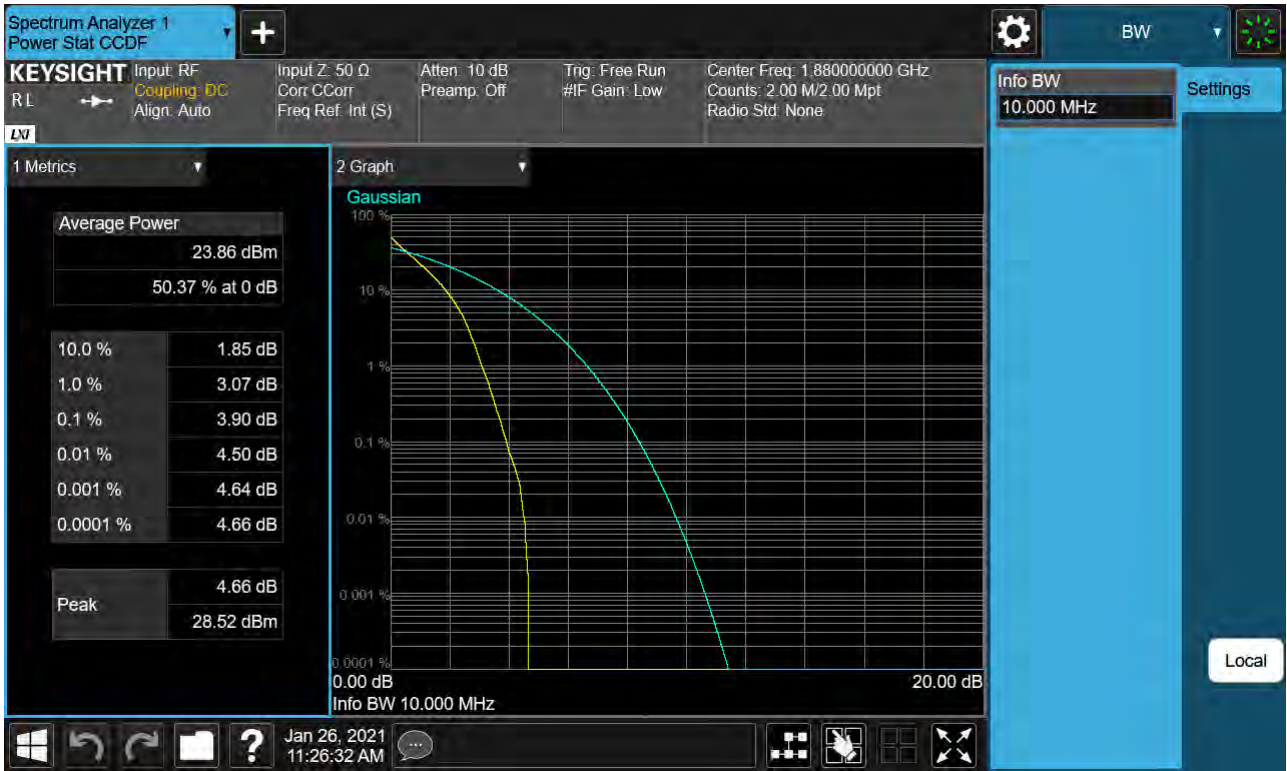 Spectrum Analyzer 1
Power Stat CCDF
BW
KEYSIGHT
RL
LXI
Input: RF
Coupling: DC
Align: Auto
Input Z: 50 Ω
Corr CCorr
Freq Ref: Int (S)
Atten: 10 dB
Preamp: Off
Trig: Free Run
#IF Gain: Low
Center Freq: 1.880000000 GHz
Counts: 2.00 M/2.00 Mpt
Radio Std: None
Info BW
10.000 MHz
Settings
1 Metrics
Average Power
23.86 dBm
50.37 % at 0 dB
10.0 % 1.85 dB
1.0 % 3.07 dB
0.1 % 3.90 dB
0.01 % 4.50 dB
0.001 % 4.64 dB
0.0001 % 4.66 dB
Peak
4.66 dB
28.52 dBm
2 Graph
Gaussian
100 %
10 %
1 %
0.1 %
0.01 %
0.001 %
0.0001 %
0.00 dB 20.00 dB
Info BW 10.000 MHz
Local
?
Jan 26, 2021
11:26:32 AM